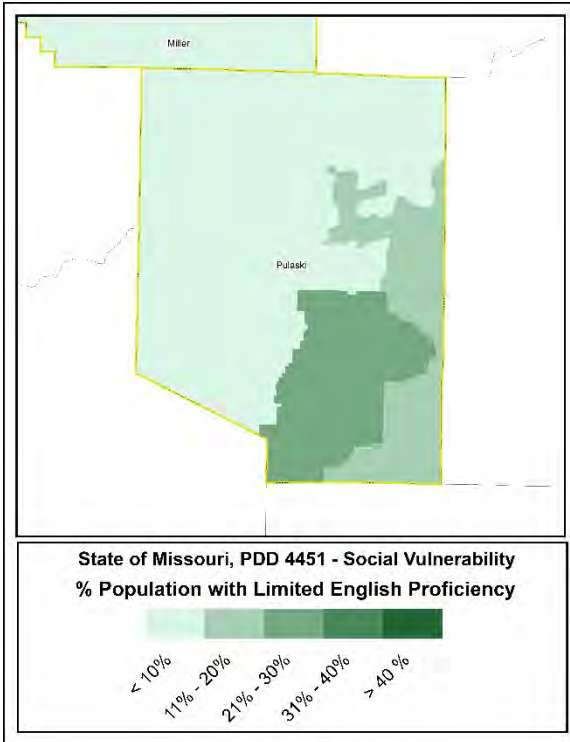 Miller
Pulaski
State of Missouri, PDD 4451 - Social Vulnerability
% Population with Limited English Proficiency
< 10%
11% - 20%
21% - 30%
31% - 40%
> 40 %